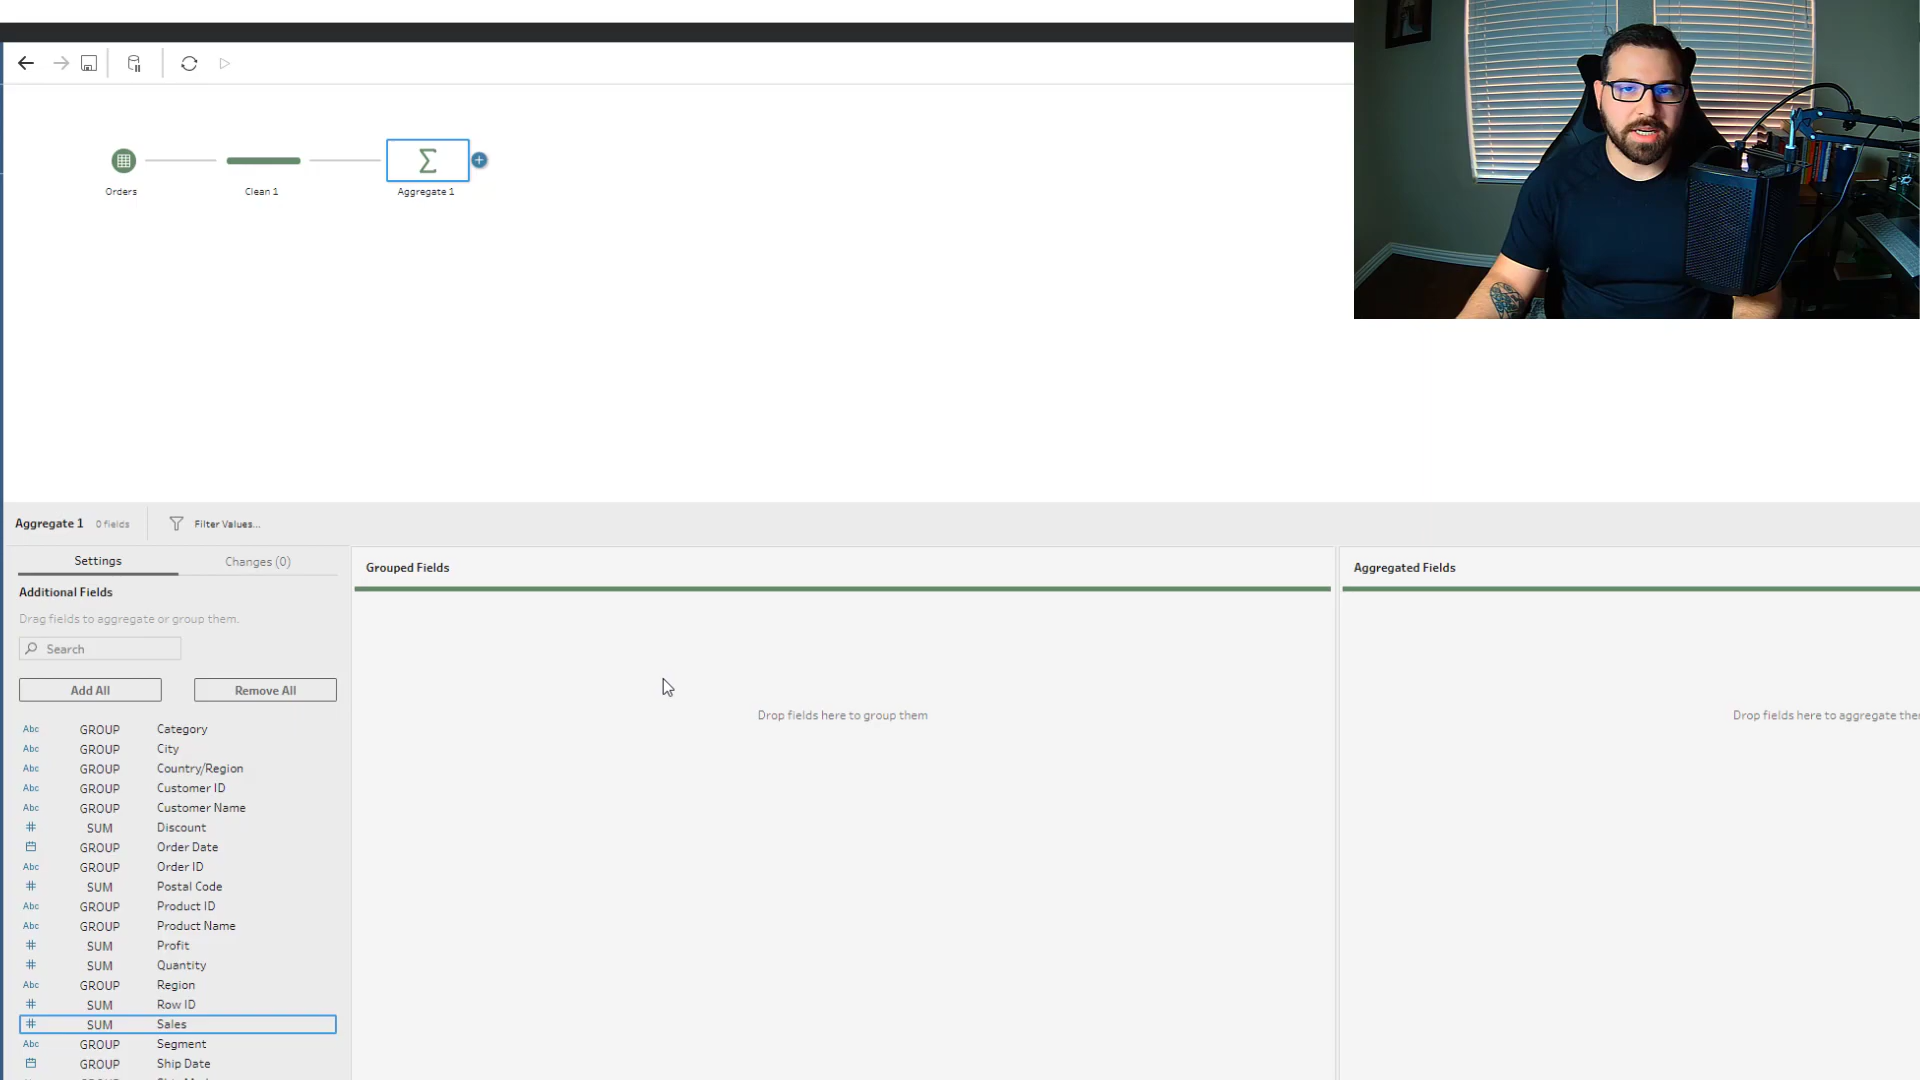 Orders
Clean 1
Aggregate 1
Aggregate 1 0 fields
Filter Values...
Settings
Changes (0)
Additional Fields
Drag fields to aggregate or group them.
Search
Add All
Remove All
Abc GROUP Category
Abc GROUP City
Abc GROUP Country/Region
Abc GROUP Customer ID
Abc GROUP Customer Name
# SUM Discount
GROUP Order Date
Abc GROUP Order ID
# SUM Postal Code
Abc GROUP Product ID
Abc GROUP Product Name
# SUM Profit
# SUM Quantity
Abc GROUP Region
# SUM Row ID
# SUM Sales
Abc GROUP Segment
GROUP Ship Date
Grouped Fields
Drop fields here to group them
Aggregated Fields
Drop fields here to aggregate